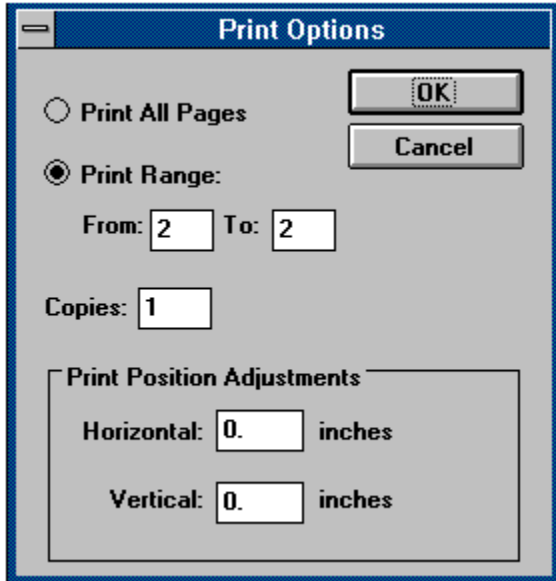 Print Options
Print All Pages
OK
Print Range:
Cancel
From: 2 To: 2
Copies: 1
Print Position Adjustments
Horizontal: 0. inches
Vertical: 0. inches